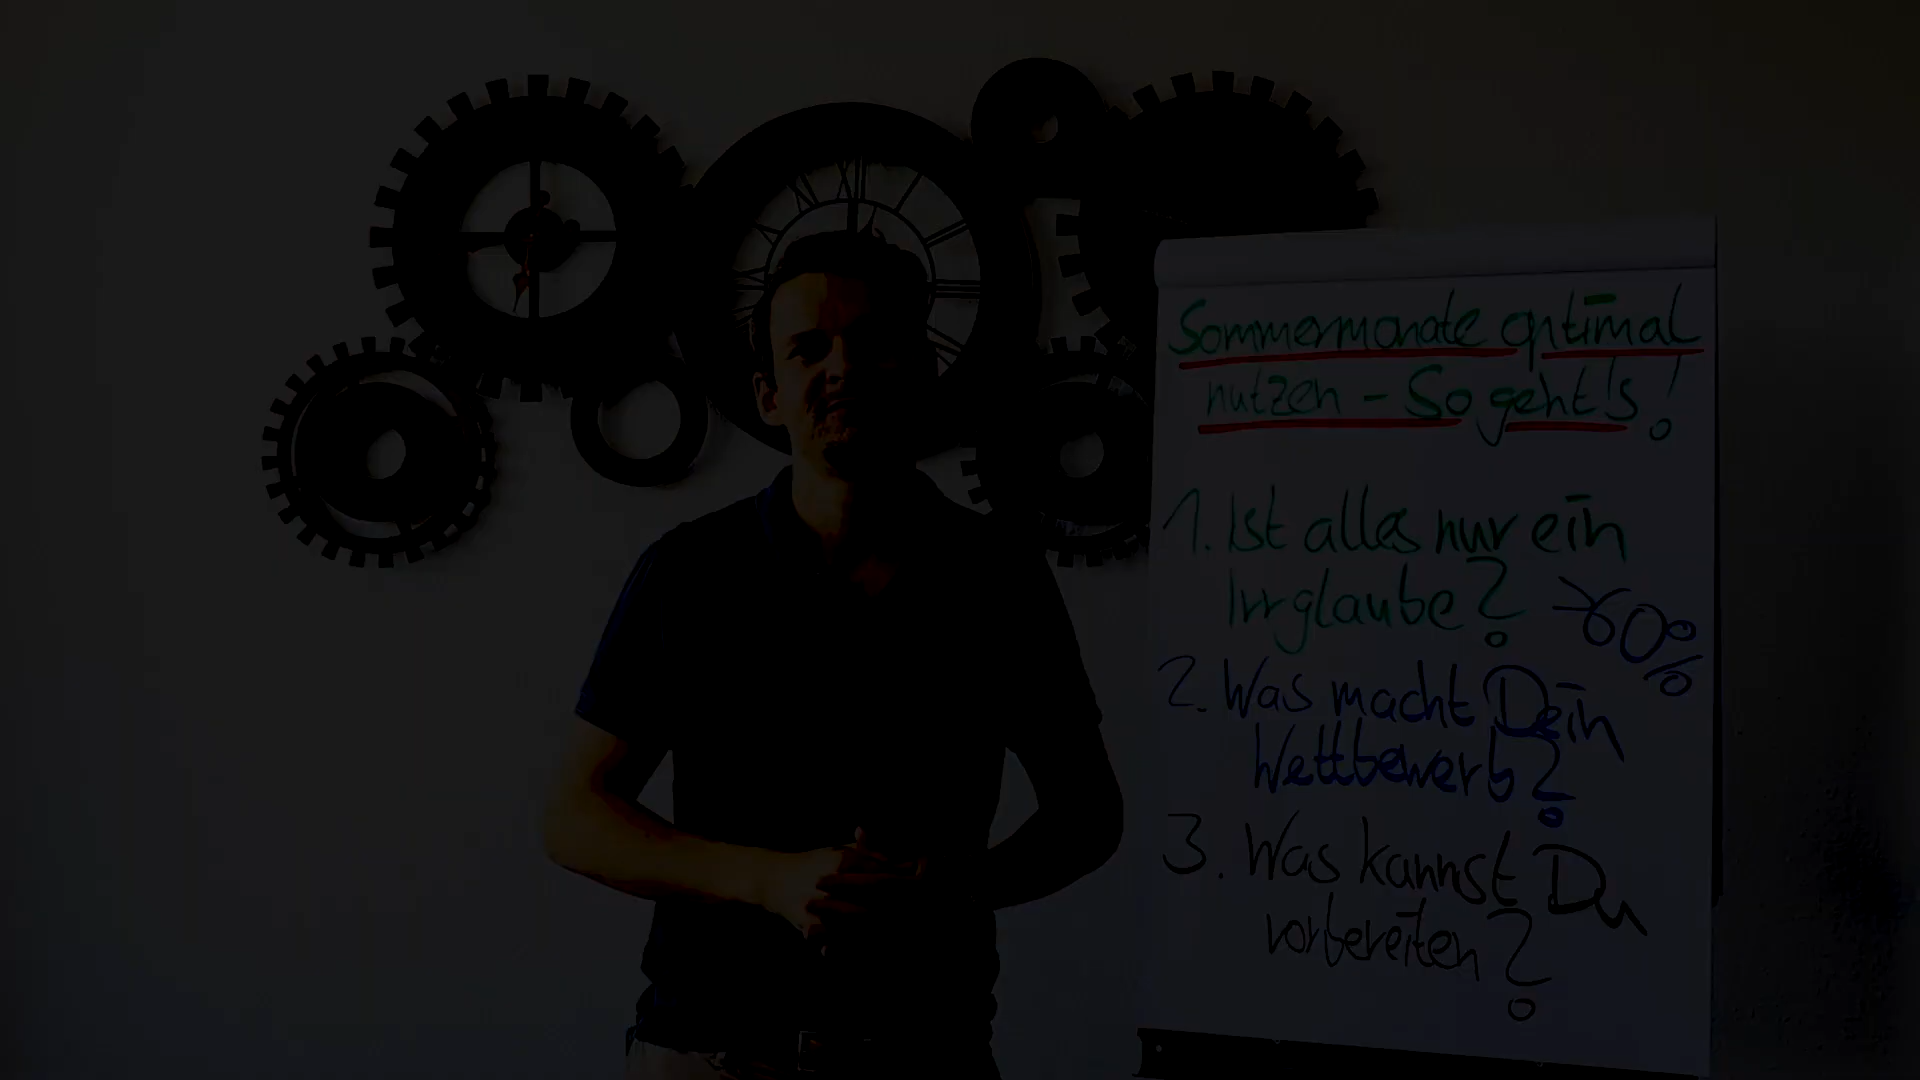 Sommermonate optimal
nutzen - So geht's!
1. Ist alles nur ein
Irrglaube?
60%
2. Was macht Dein
Wettbewerb?
3. Was kannst Du
vorbereiten?